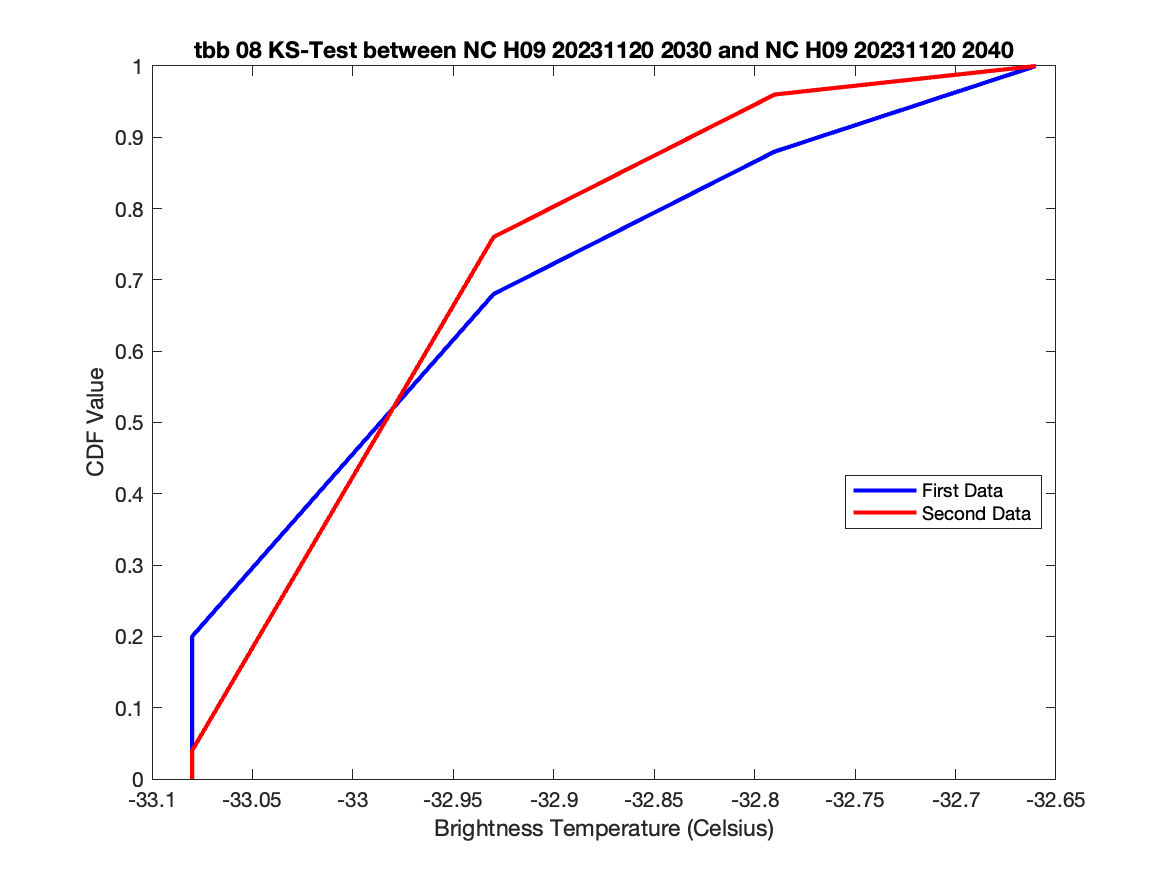 tbb 08 KS-Test between NC H09 20231120 2030 and NC H09 20231120 2040
1
0.9
0.8
0.7
0.6
0.5
0.4
0.3
0.2
0.1
0
CDF Value
First Data
Second Data
-33.1 -33.05 -33 -32.95 -32.9 -32.85 -32.8 -32.75 -32.7 -32.65
Brightness Temperature (Celsius)